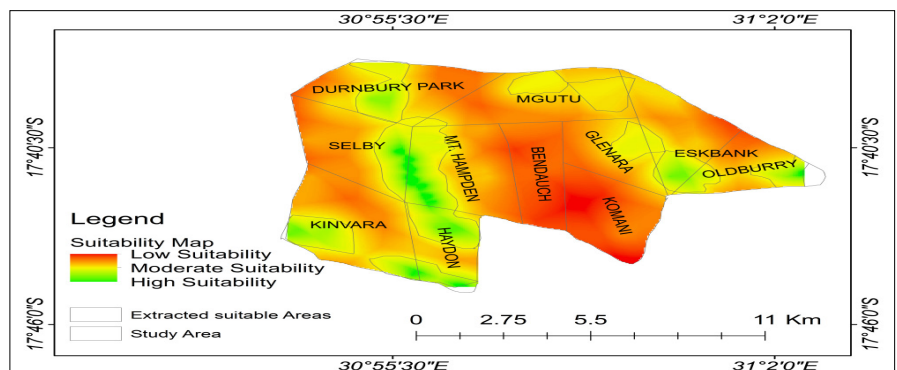 30°55'30"E 31°2'0"E
DURNBURY PARK
MGUTU
17°40'30"S
SELBY
MT. HAMPDEN
BENDAUCH
GLENARA
ESKBANK
OLDBURRY
17°40'30"S
KINVARA
HAYDON
KOMANI
Legend
Suitability Map
Low Suitability
Moderate Suitability
High Suitability
Extracted suitable Areas
Study Area
0 2.75 5.5 11 Km
17°46'0"S
17°46'0"S
30°55'30"E 31°2'0"E